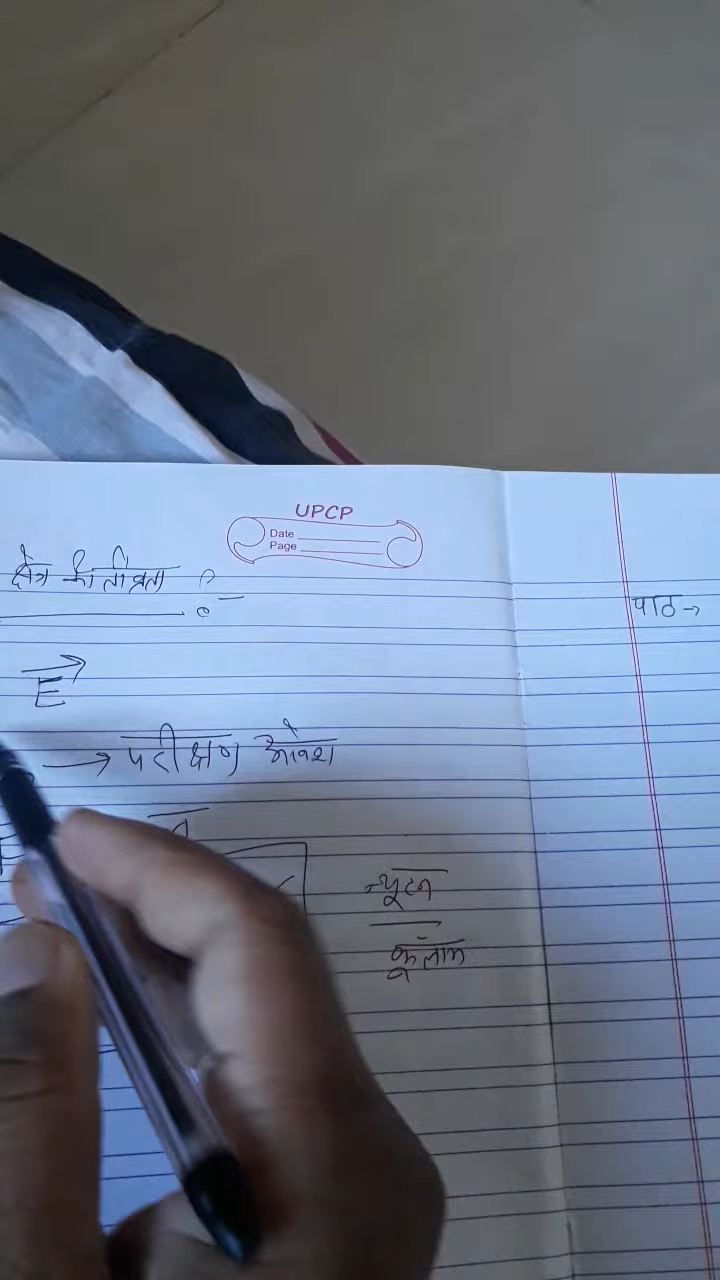 UPCP
Date
Page
क्षेत्र की तीव्रता :-
पाठ →
E
→ परीक्षण आवेश
न्यूटन
कूलाम